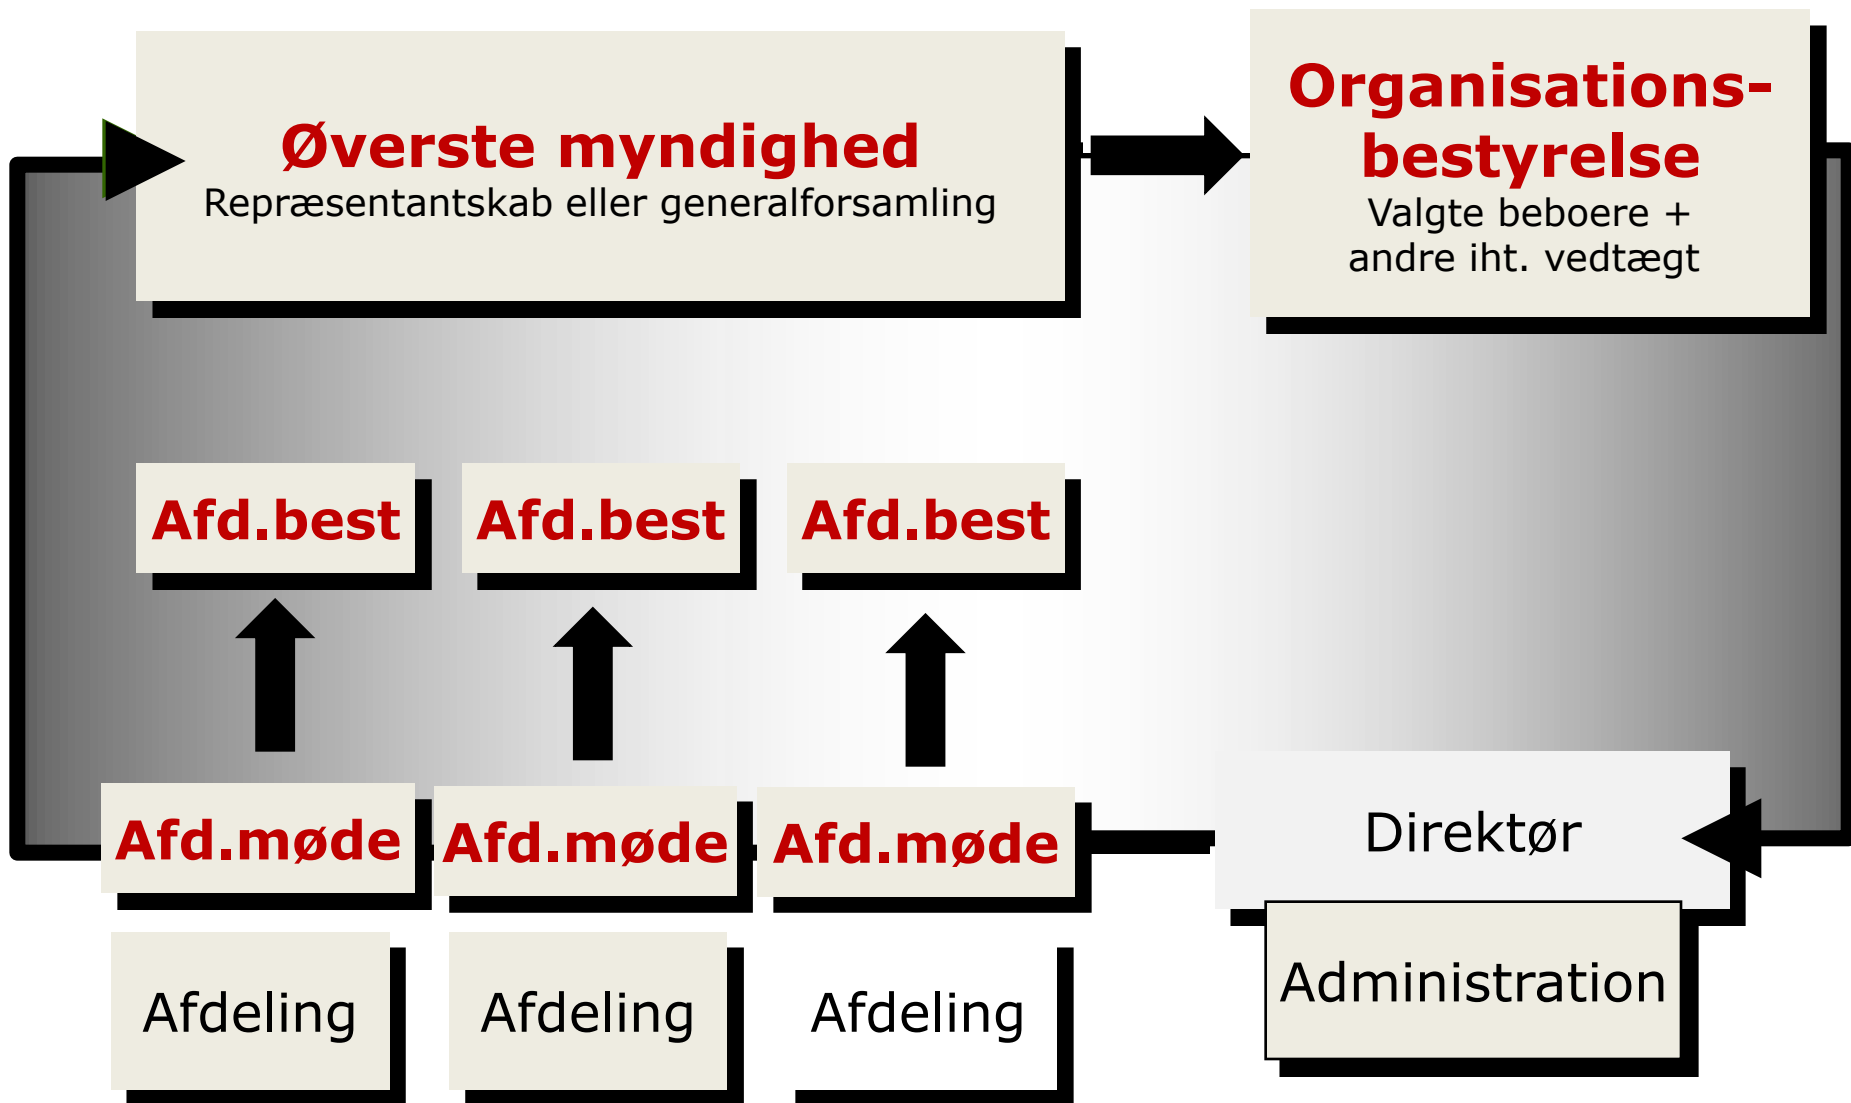 Øverste myndighed
Repræsentantskab eller generalforsamling
Organisations-
bestyrelse
Valgte beboere +
andre iht. vedtægt
Afd.best
Afd.best
Afd.best
Afd.møde
Afd.møde
Afd.møde
Direktør
Afdeling
Afdeling
Afdeling
Administration